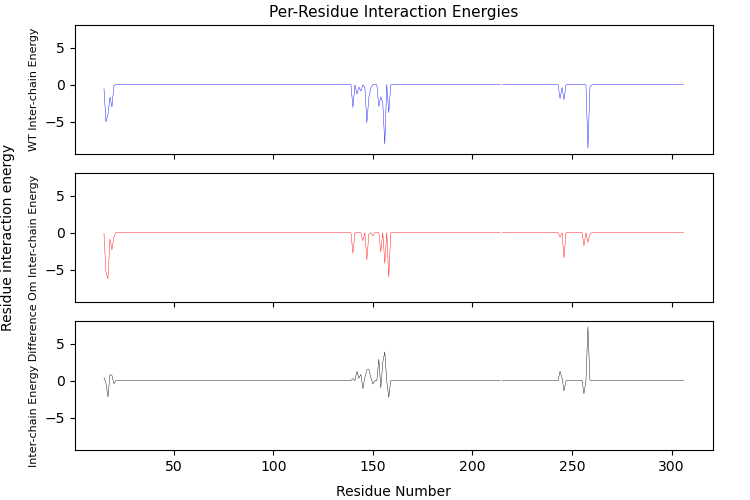 Per-Residue Interaction Energies
Residue interaction energy
WT Inter-chain Energy
5
0
−5
Om Inter-chain Energy
5
0
−5
Inter-chain Energy Difference
5
0
−5
50
100
150
200
250
300
Residue Number